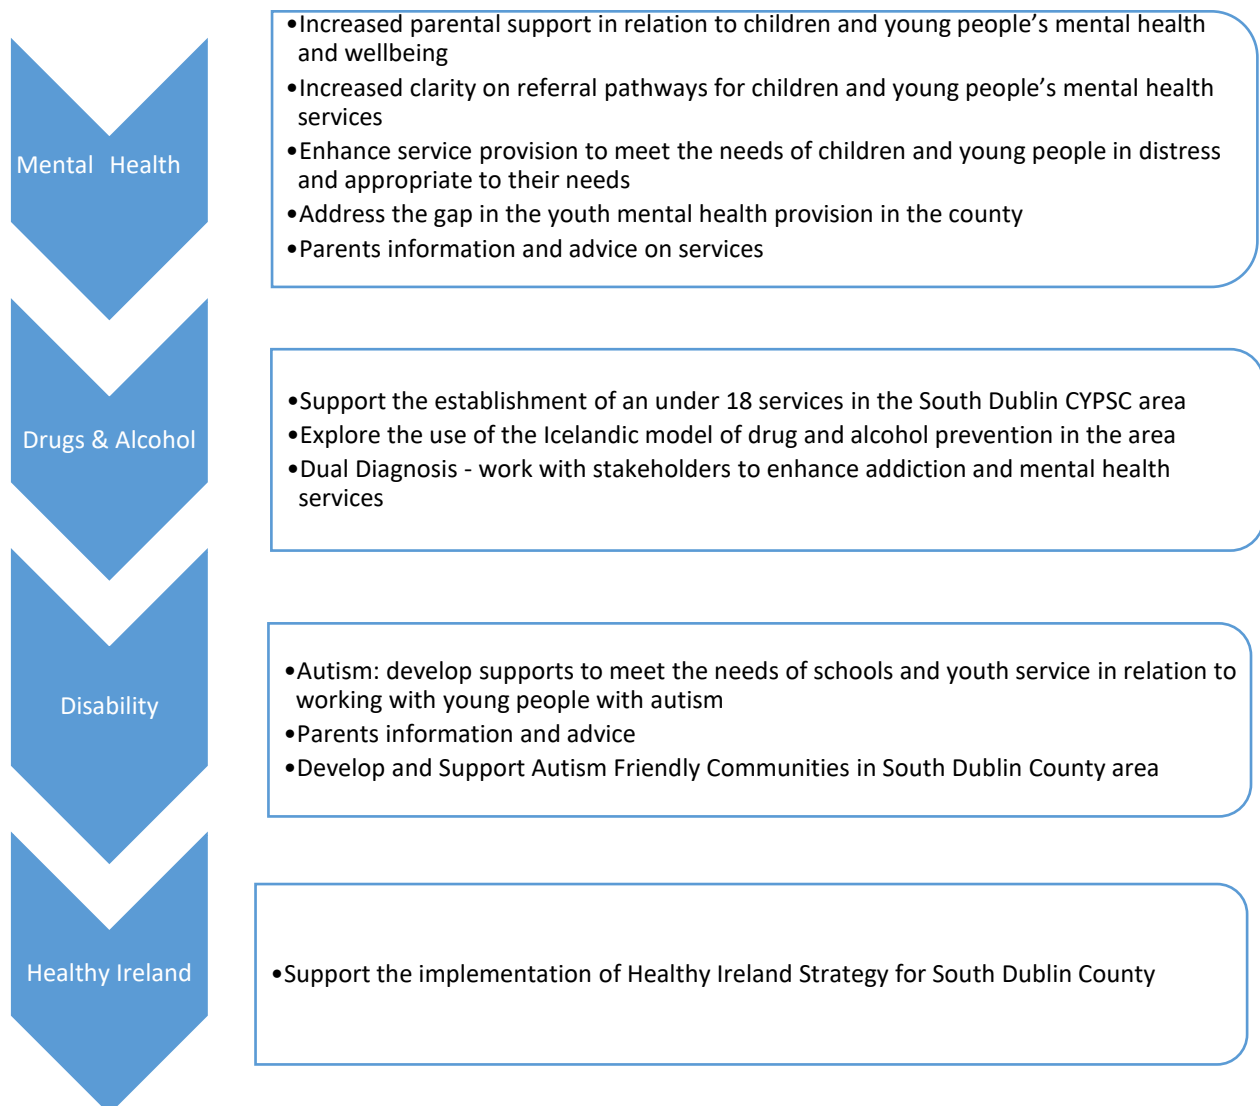 Mental Health
•Increased parental support in relation to children and young people’s mental health
and wellbeing
•Increased clarity on referral pathways for children and young people’s mental health
services
•Enhance service provision to meet the needs of children and young people in distress
and appropriate to their needs
•Address the gap in the youth mental health provision in the county
•Parents information and advice on services
Drugs & Alcohol
•Support the establishment of an under 18 services in the South Dublin CYPSC area
•Explore the use of the Icelandic model of drug and alcohol prevention in the area
•Dual Diagnosis - work with stakeholders to enhance addiction and mental health
services
Disability
•Autism: develop supports to meet the needs of schools and youth service in relation to
working with young people with autism
•Parents information and advice
•Develop and Support Autism Friendly Communities in South Dublin County area
Healthy Ireland
•Support the implementation of Healthy Ireland Strategy for South Dublin County